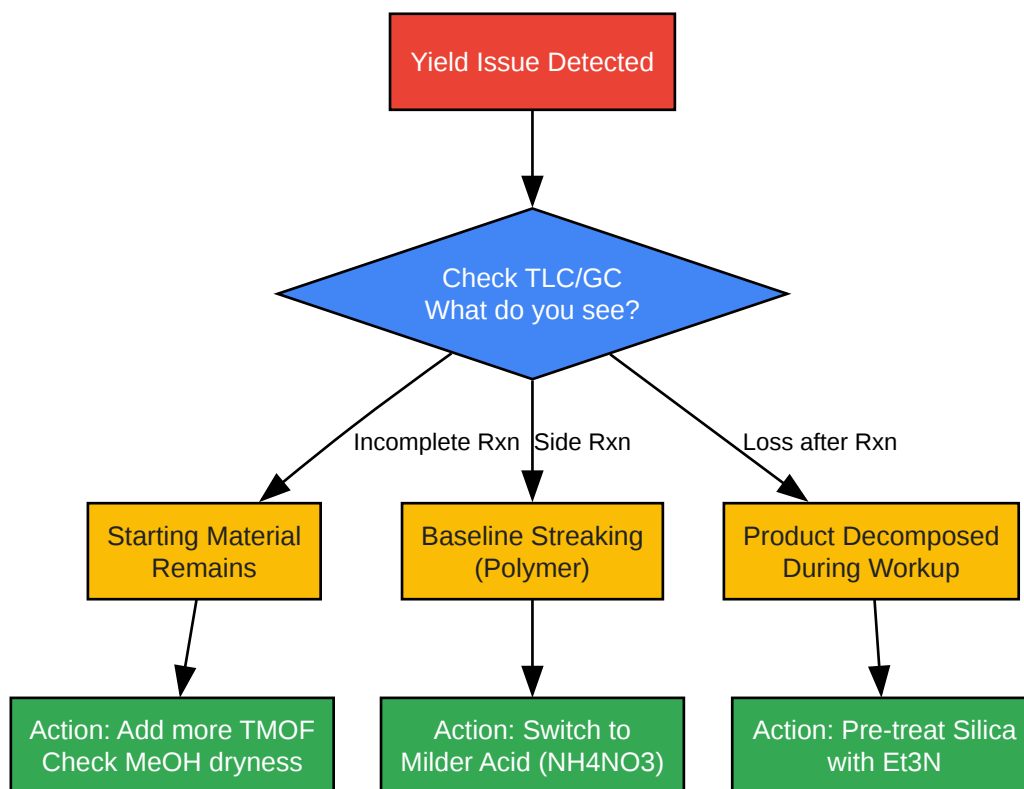 Yield Issue Detected
Check TLC/GC
What do you see?
Incomplete Rxn
Side Rxn
Loss after Rxn
Starting Material
Remains
Baseline Streaking
(Polymer)
Product Decomposed
During Workup
Action: Add more TMOF
Check MeOH dryness
Action: Switch to
Milder Acid (NH4NO3)
Action: Pre-treat Silica
with Et3N